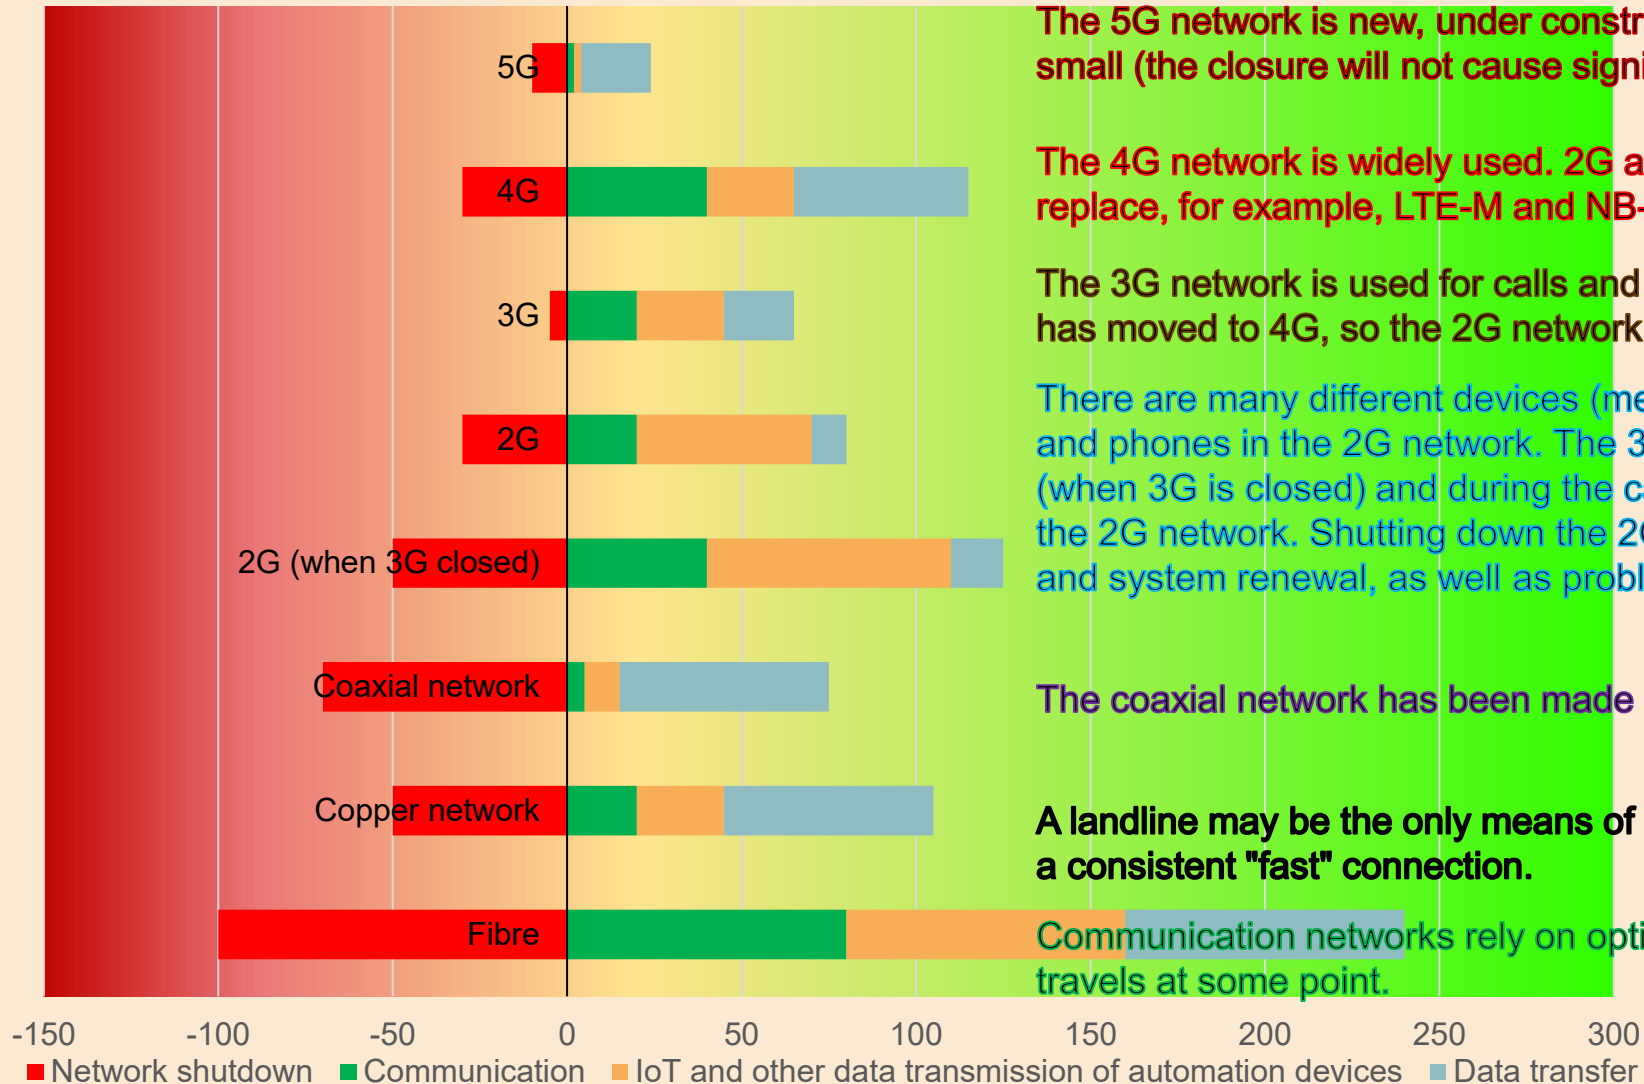 The 5G network is new, under constr
small (the closure will not cause signi
5G
The 4G network is widely used. 2G a
replace, for example, LTE-M and NB-
4G
The 3G network is used for calls and
has moved to 4G, so the 2G network
3G
There are many different devices (me
and phones in the 2G network. The 3
(when 3G is closed) and during the ca
the 2G network. Shutting down the 2G
and system renewal, as well as probl
2G
2G (when 3G closed)
Coaxial network
The coaxial network has been made
Copper network
A landline may be the only means of
a consistent "fast" connection.
Fibre
Communication networks rely on opti
travels at some point.
-150 -100 -50 0 50 100 150 200 250 300
Network shutdown Communication IoT and other data transmission of automation devices Data transfer